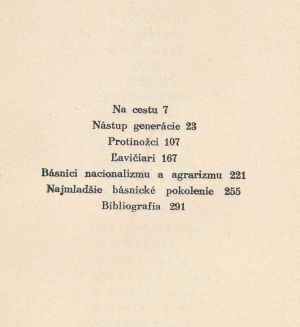 Na cestu 7
Nástup generácie 23
Protinožci 107
Ľavičiari 167
Básnici nacionalizmu a agrarizmu 221
Najmladšie básnické pokolenie 255
Bibliografia 291